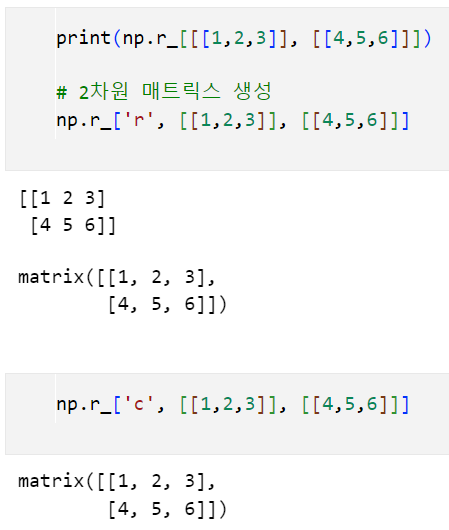 print(np.r_[[[1,2,3]], [[4,5,6]]])
# 2차원 매트릭스 생성
np.r_['r', [[1,2,3]], [[4,5,6]]]
[[1 2 3]
 [4 5 6]]
matrix([[1, 2, 3],
        [4, 5, 6]])
np.r_['c', [[1,2,3]], [[4,5,6]]]
matrix([[1, 2, 3],
        [4, 5, 6]])